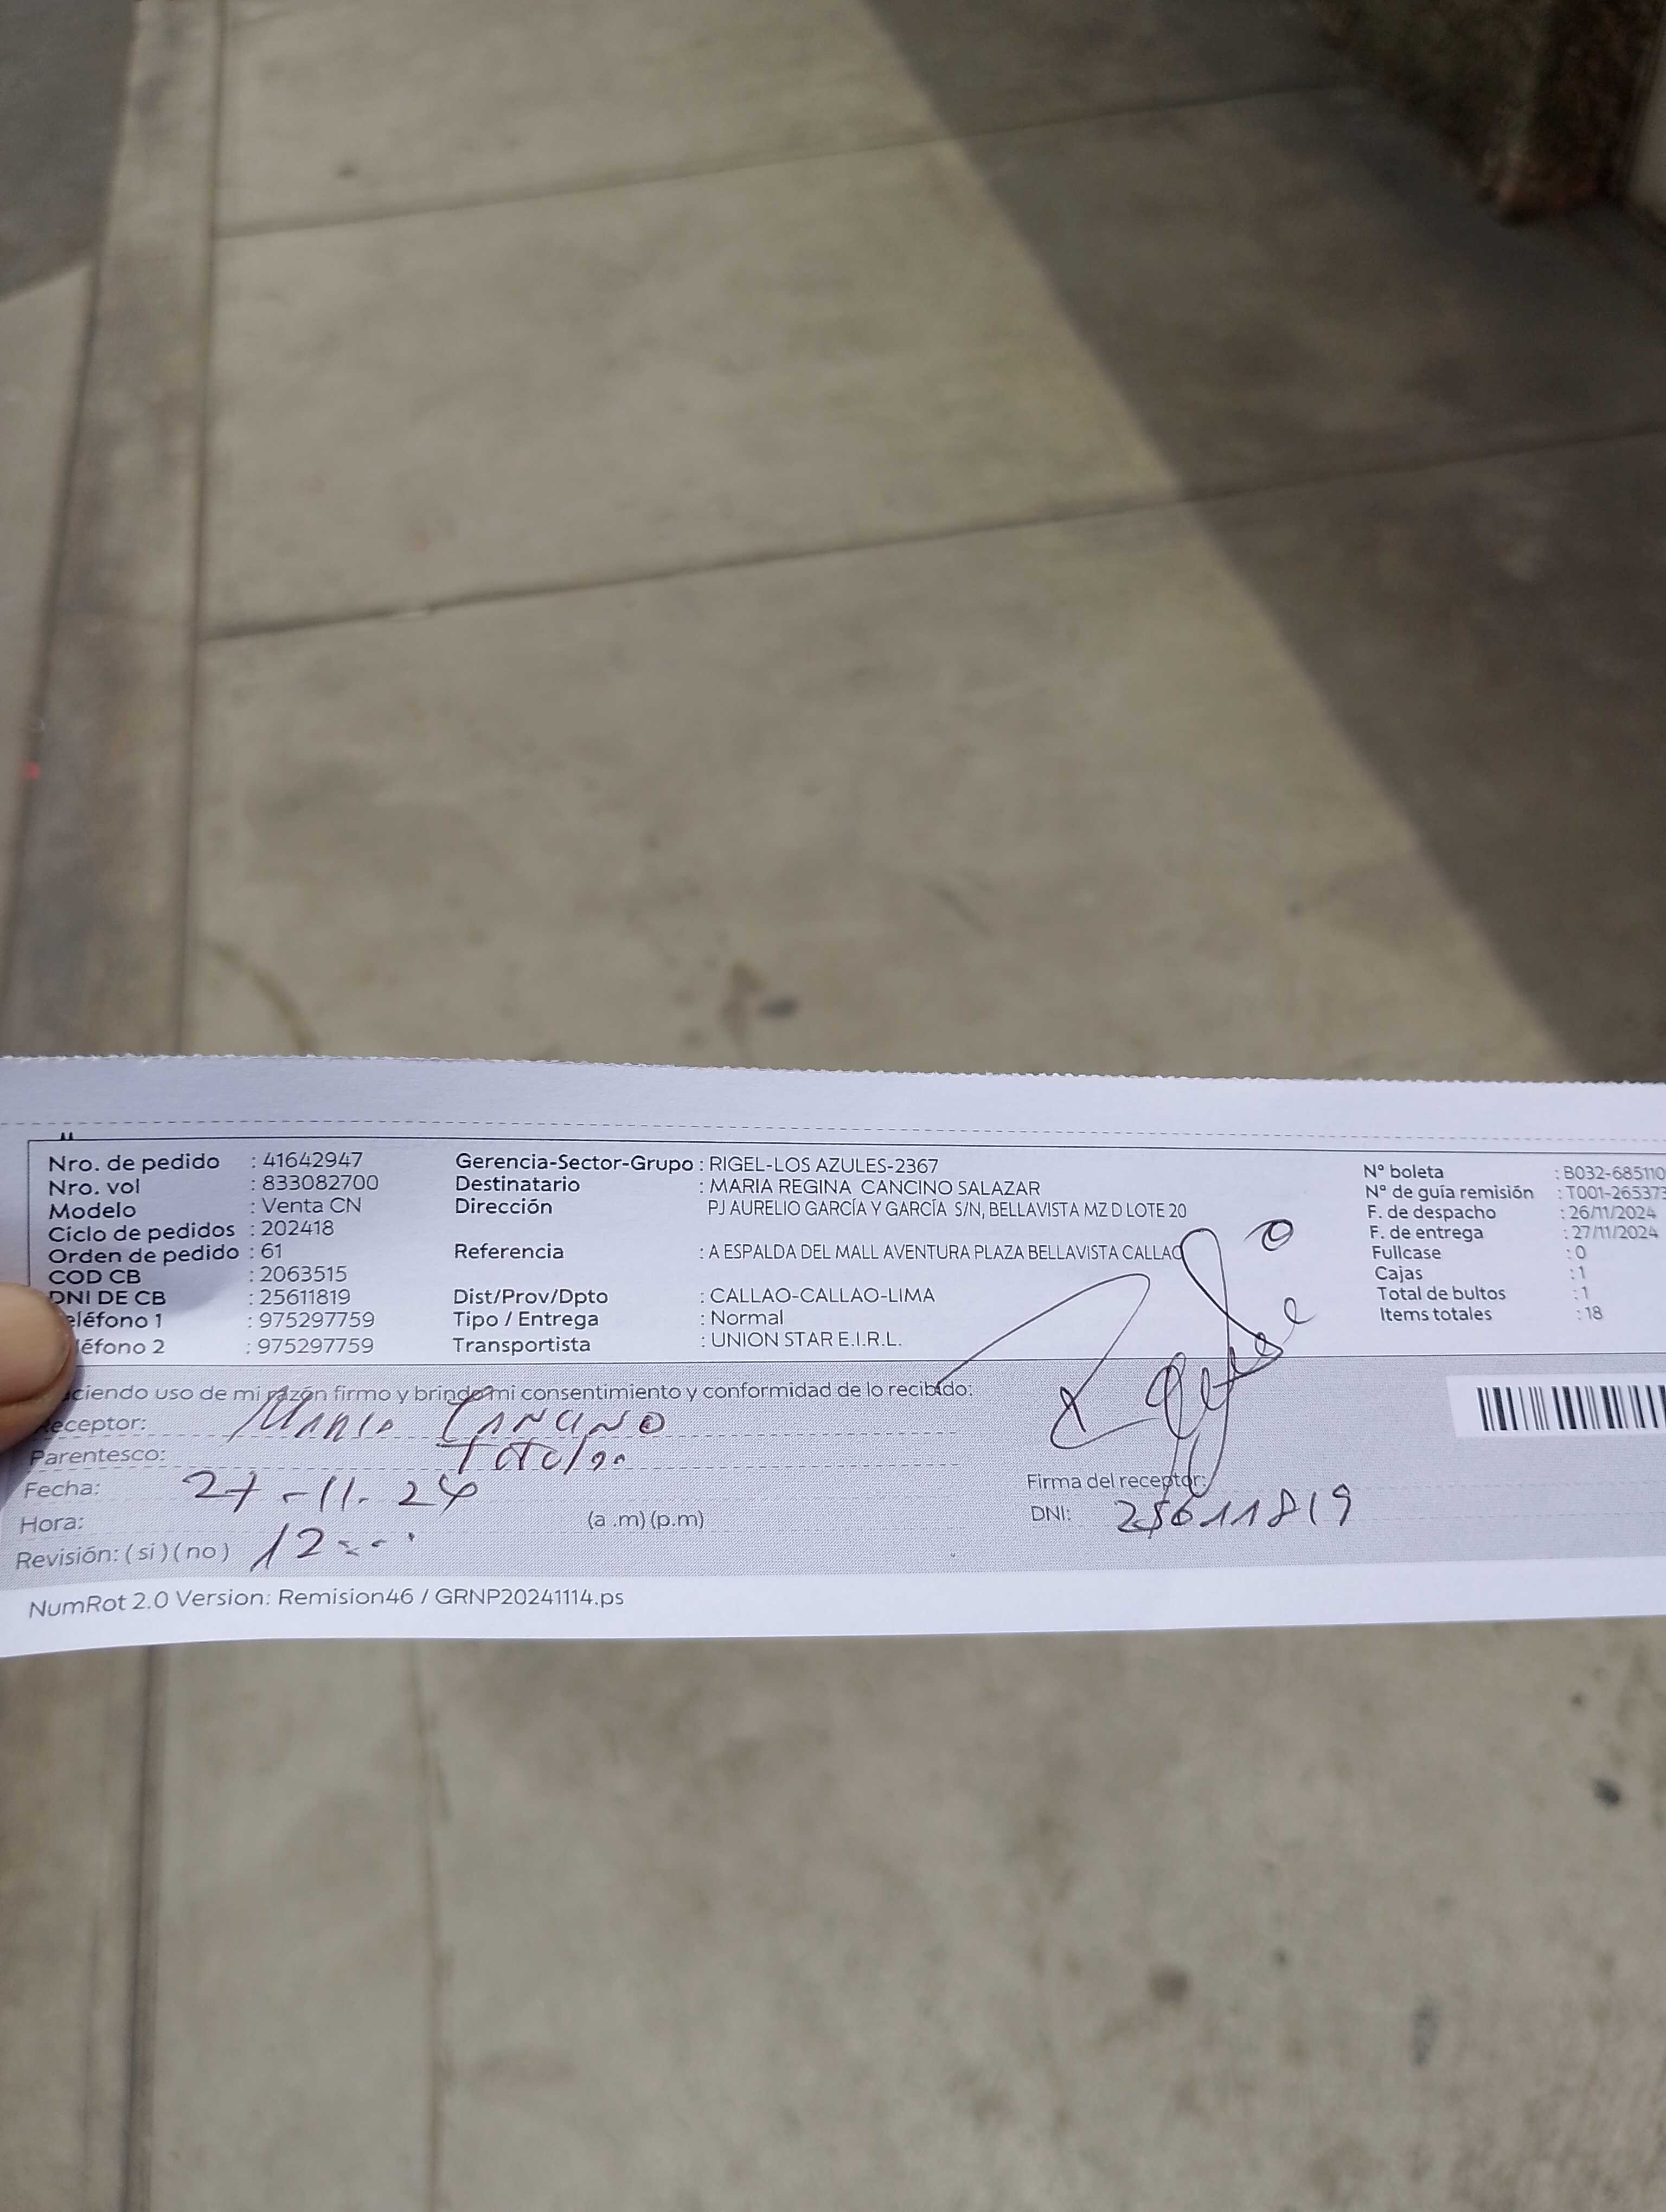 Nro. de pedido : 41642947
Nro. vol : 833082700
Modelo : Venta CN
Ciclo de pedidos : 202418
Orden de pedido : 61
COD CB : 2063515
DNI DE CB : 25611819
eléfono 1 : 975297759
léfono 2 : 975297759
Gerencia-Sector-Grupo : RIGEL-LOS AZULES-2367
Destinatario : MARIA REGINA CANCINO SALAZAR
Dirección PJ AURELIO GARCÍA Y GARCÍA S/N, BELLAVISTA MZ D LOTE 20
Referencia : A ESPALDA DEL MALL AVENTURA PLAZA BELLAVISTA CALLAO
Dist/Prov/Dpto : CALLAO-CALLAO-LIMA
Tipo / Entrega : Normal
Transportista : UNION STAR E.I.R.L.
N° boleta : B032-685110
N° de guía remisión : T001-265373
F. de despacho : 26/11/2024
F. de entrega : 27/11/2024
Fullcase : 0
Cajas : 1
Total de bultos : 1
Items totales : 18
ciendo uso de mi razón firmo y brindo mi consentimiento y conformidad de lo recibido:
Receptor: MARIA CANCINO
Parentesco:
Fecha: 27-11-24
Hora: (a .m) (p.m)
Revisión: ( si ) ( no ) 12
Firma del receptor:
DNI: 25611819
NumRot 2.0 Version: Remision46 / GRNP20241114.ps